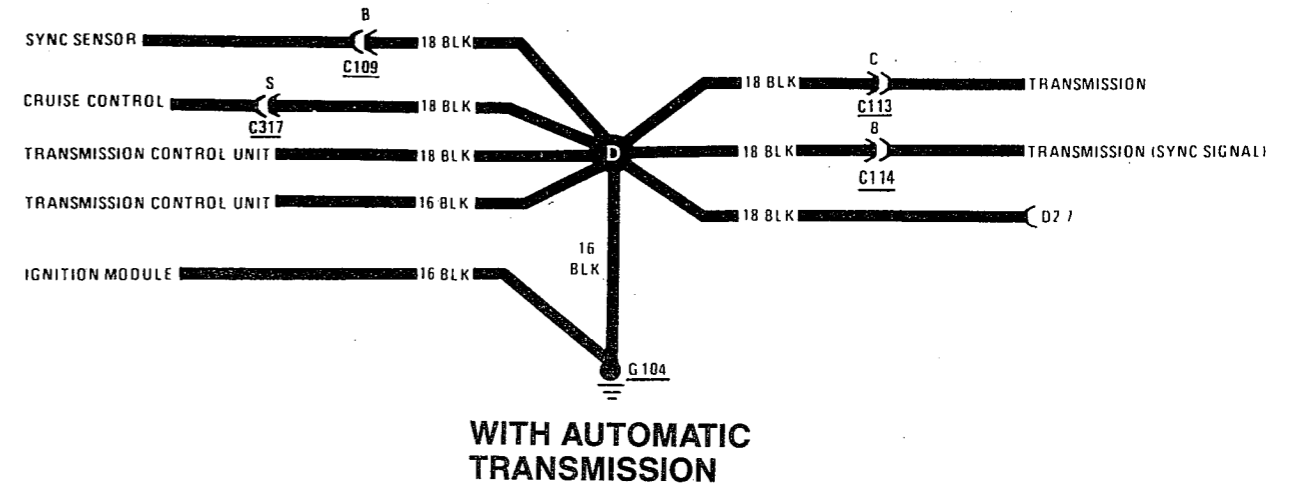 B
SYNC SENSOR 18 BLK
C109
S
CRUISE CONTROL 18 BLK
C317
TRANSMISSION CONTROL UNIT 18 BLK
TRANSMISSION CONTROL UNIT 16 BLK
IGNITION MODULE 16 BLK
D
C
18 BLK TRANSMISSION
C113
8
18 BLK TRANSMISSION (SYNC SIGNAL)
C114
18 BLK
16
BLK
G104
WITH AUTOMATIC
TRANSMISSION